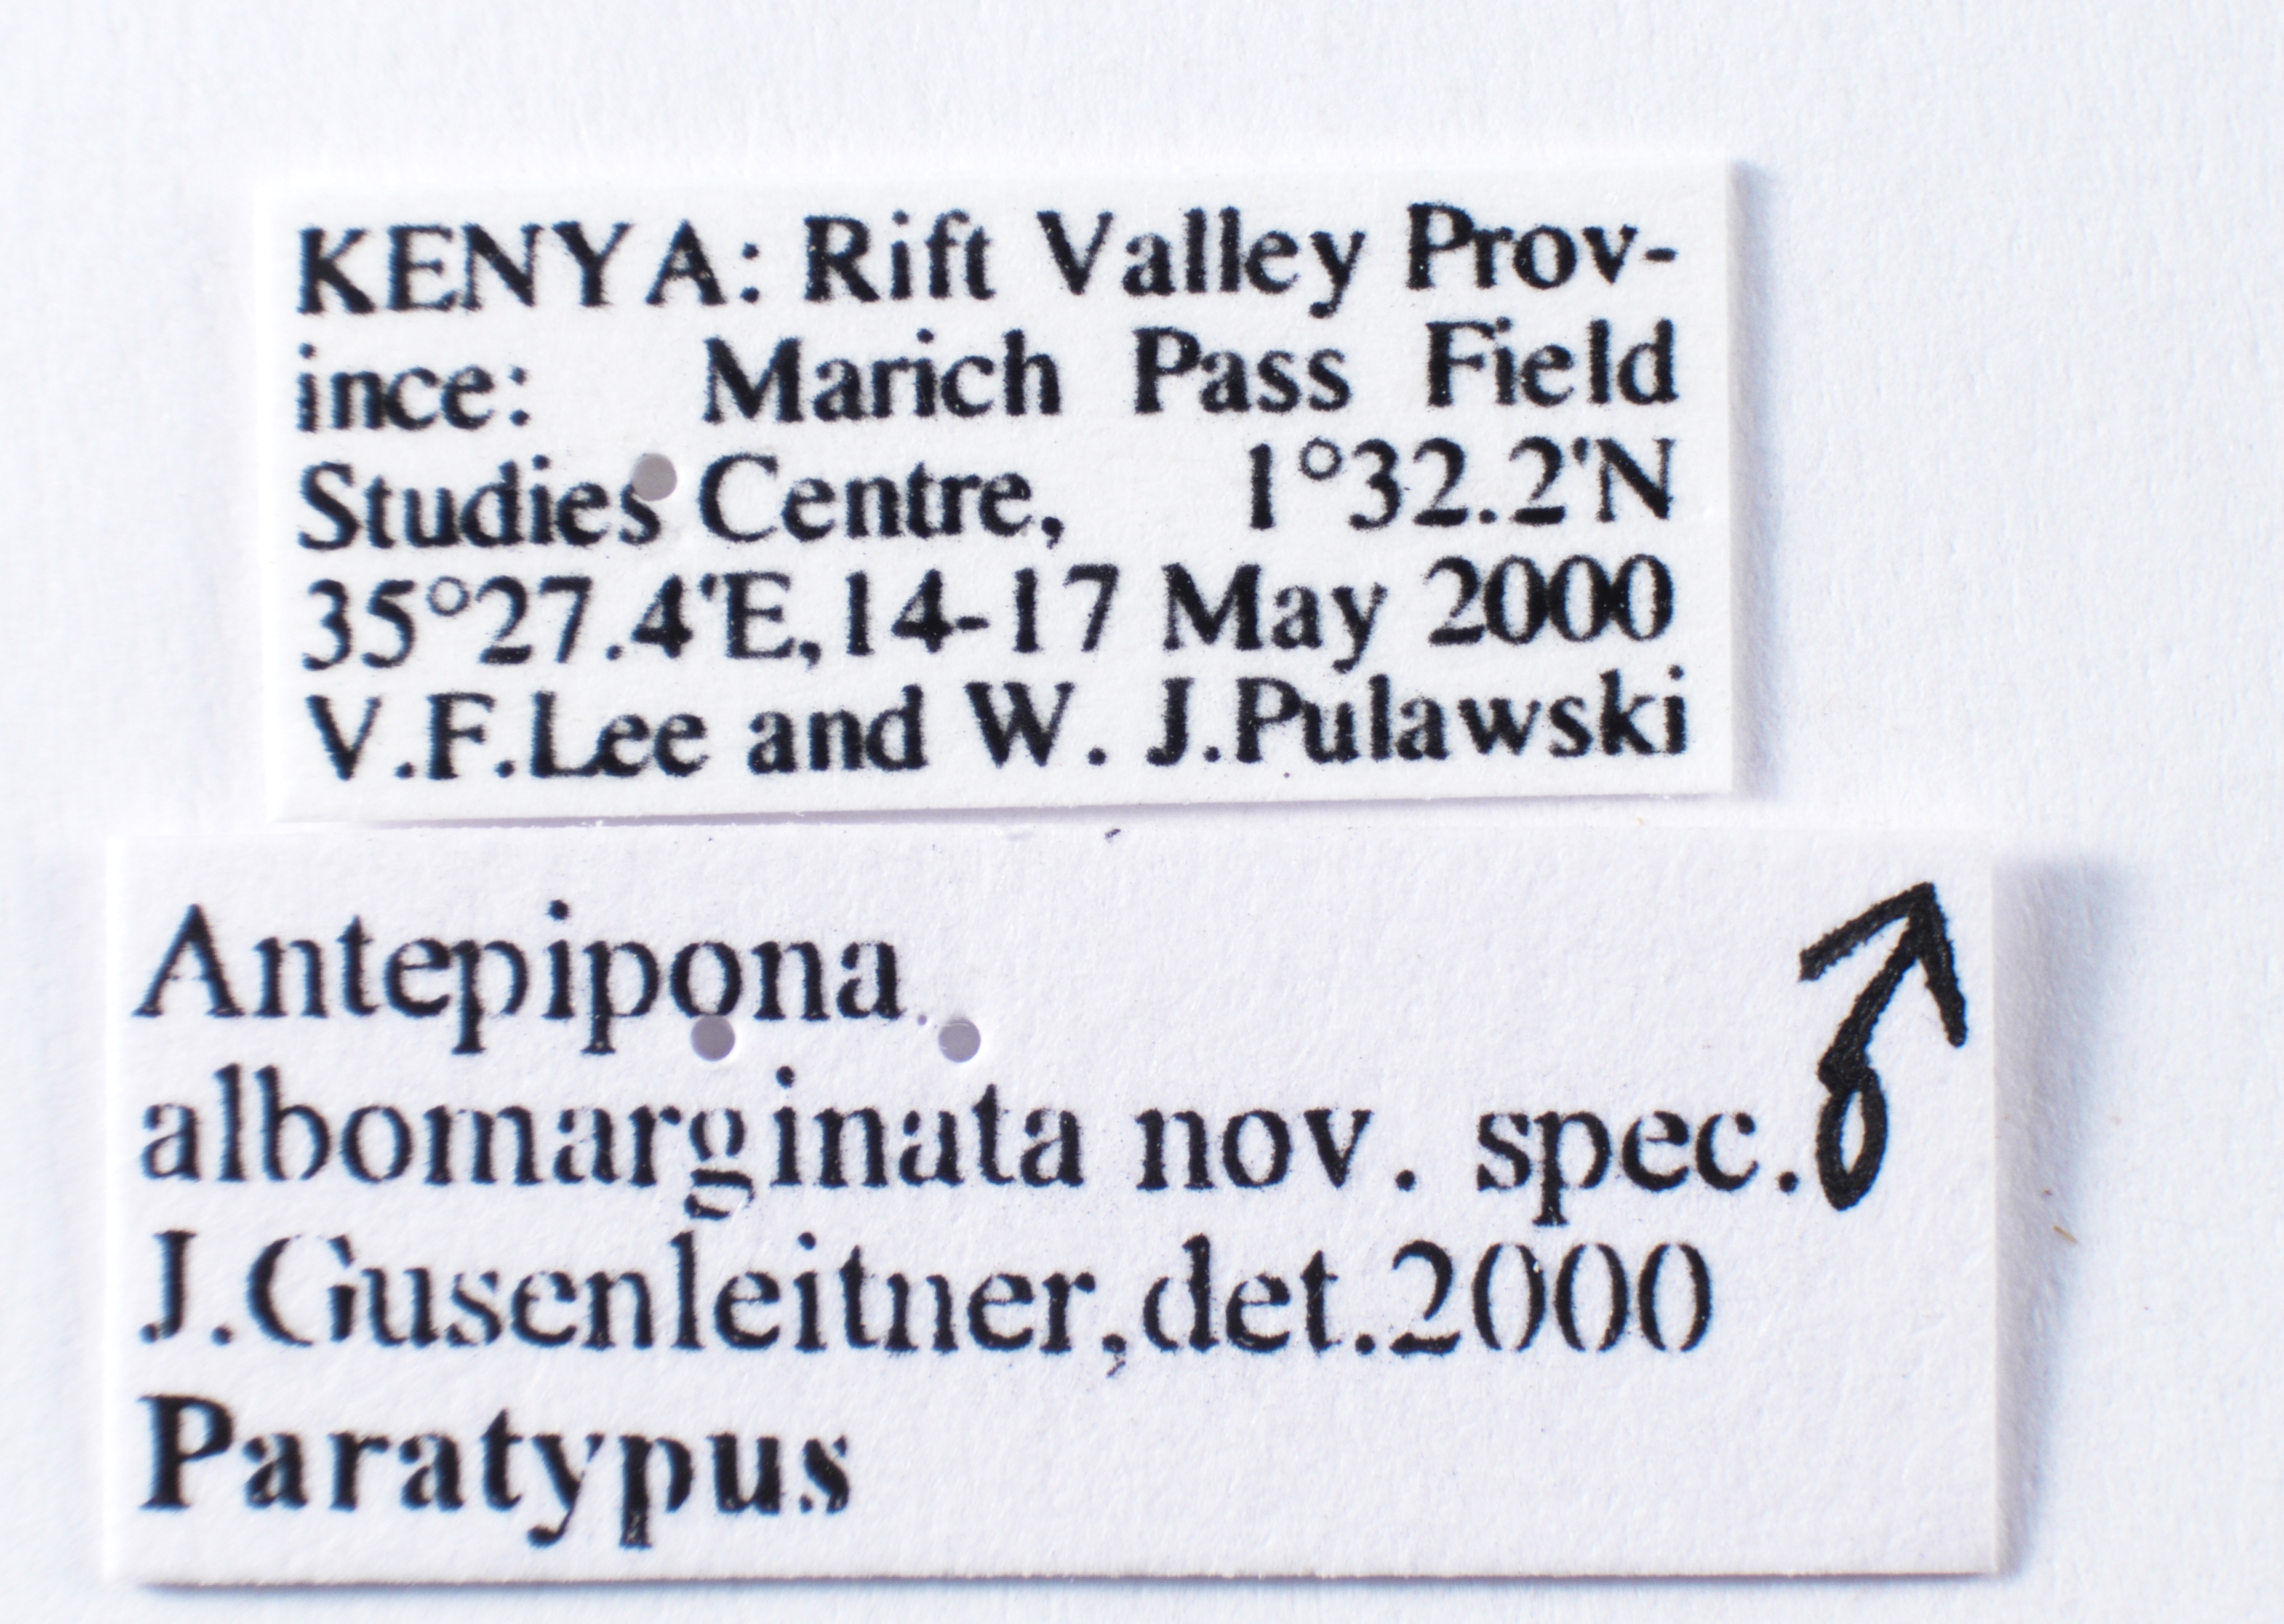 KENYA: Rift Valley Prov-
ince: Marich Pass Field
Studies Centre, 1°32.2'N
35°27.4'E,14-17 May 2000
V.F.Lee and W. J.Pulawski
Antepipona
albomarginata nov. spec.♂
J.Gusenleitner,det.2000
Paratypus